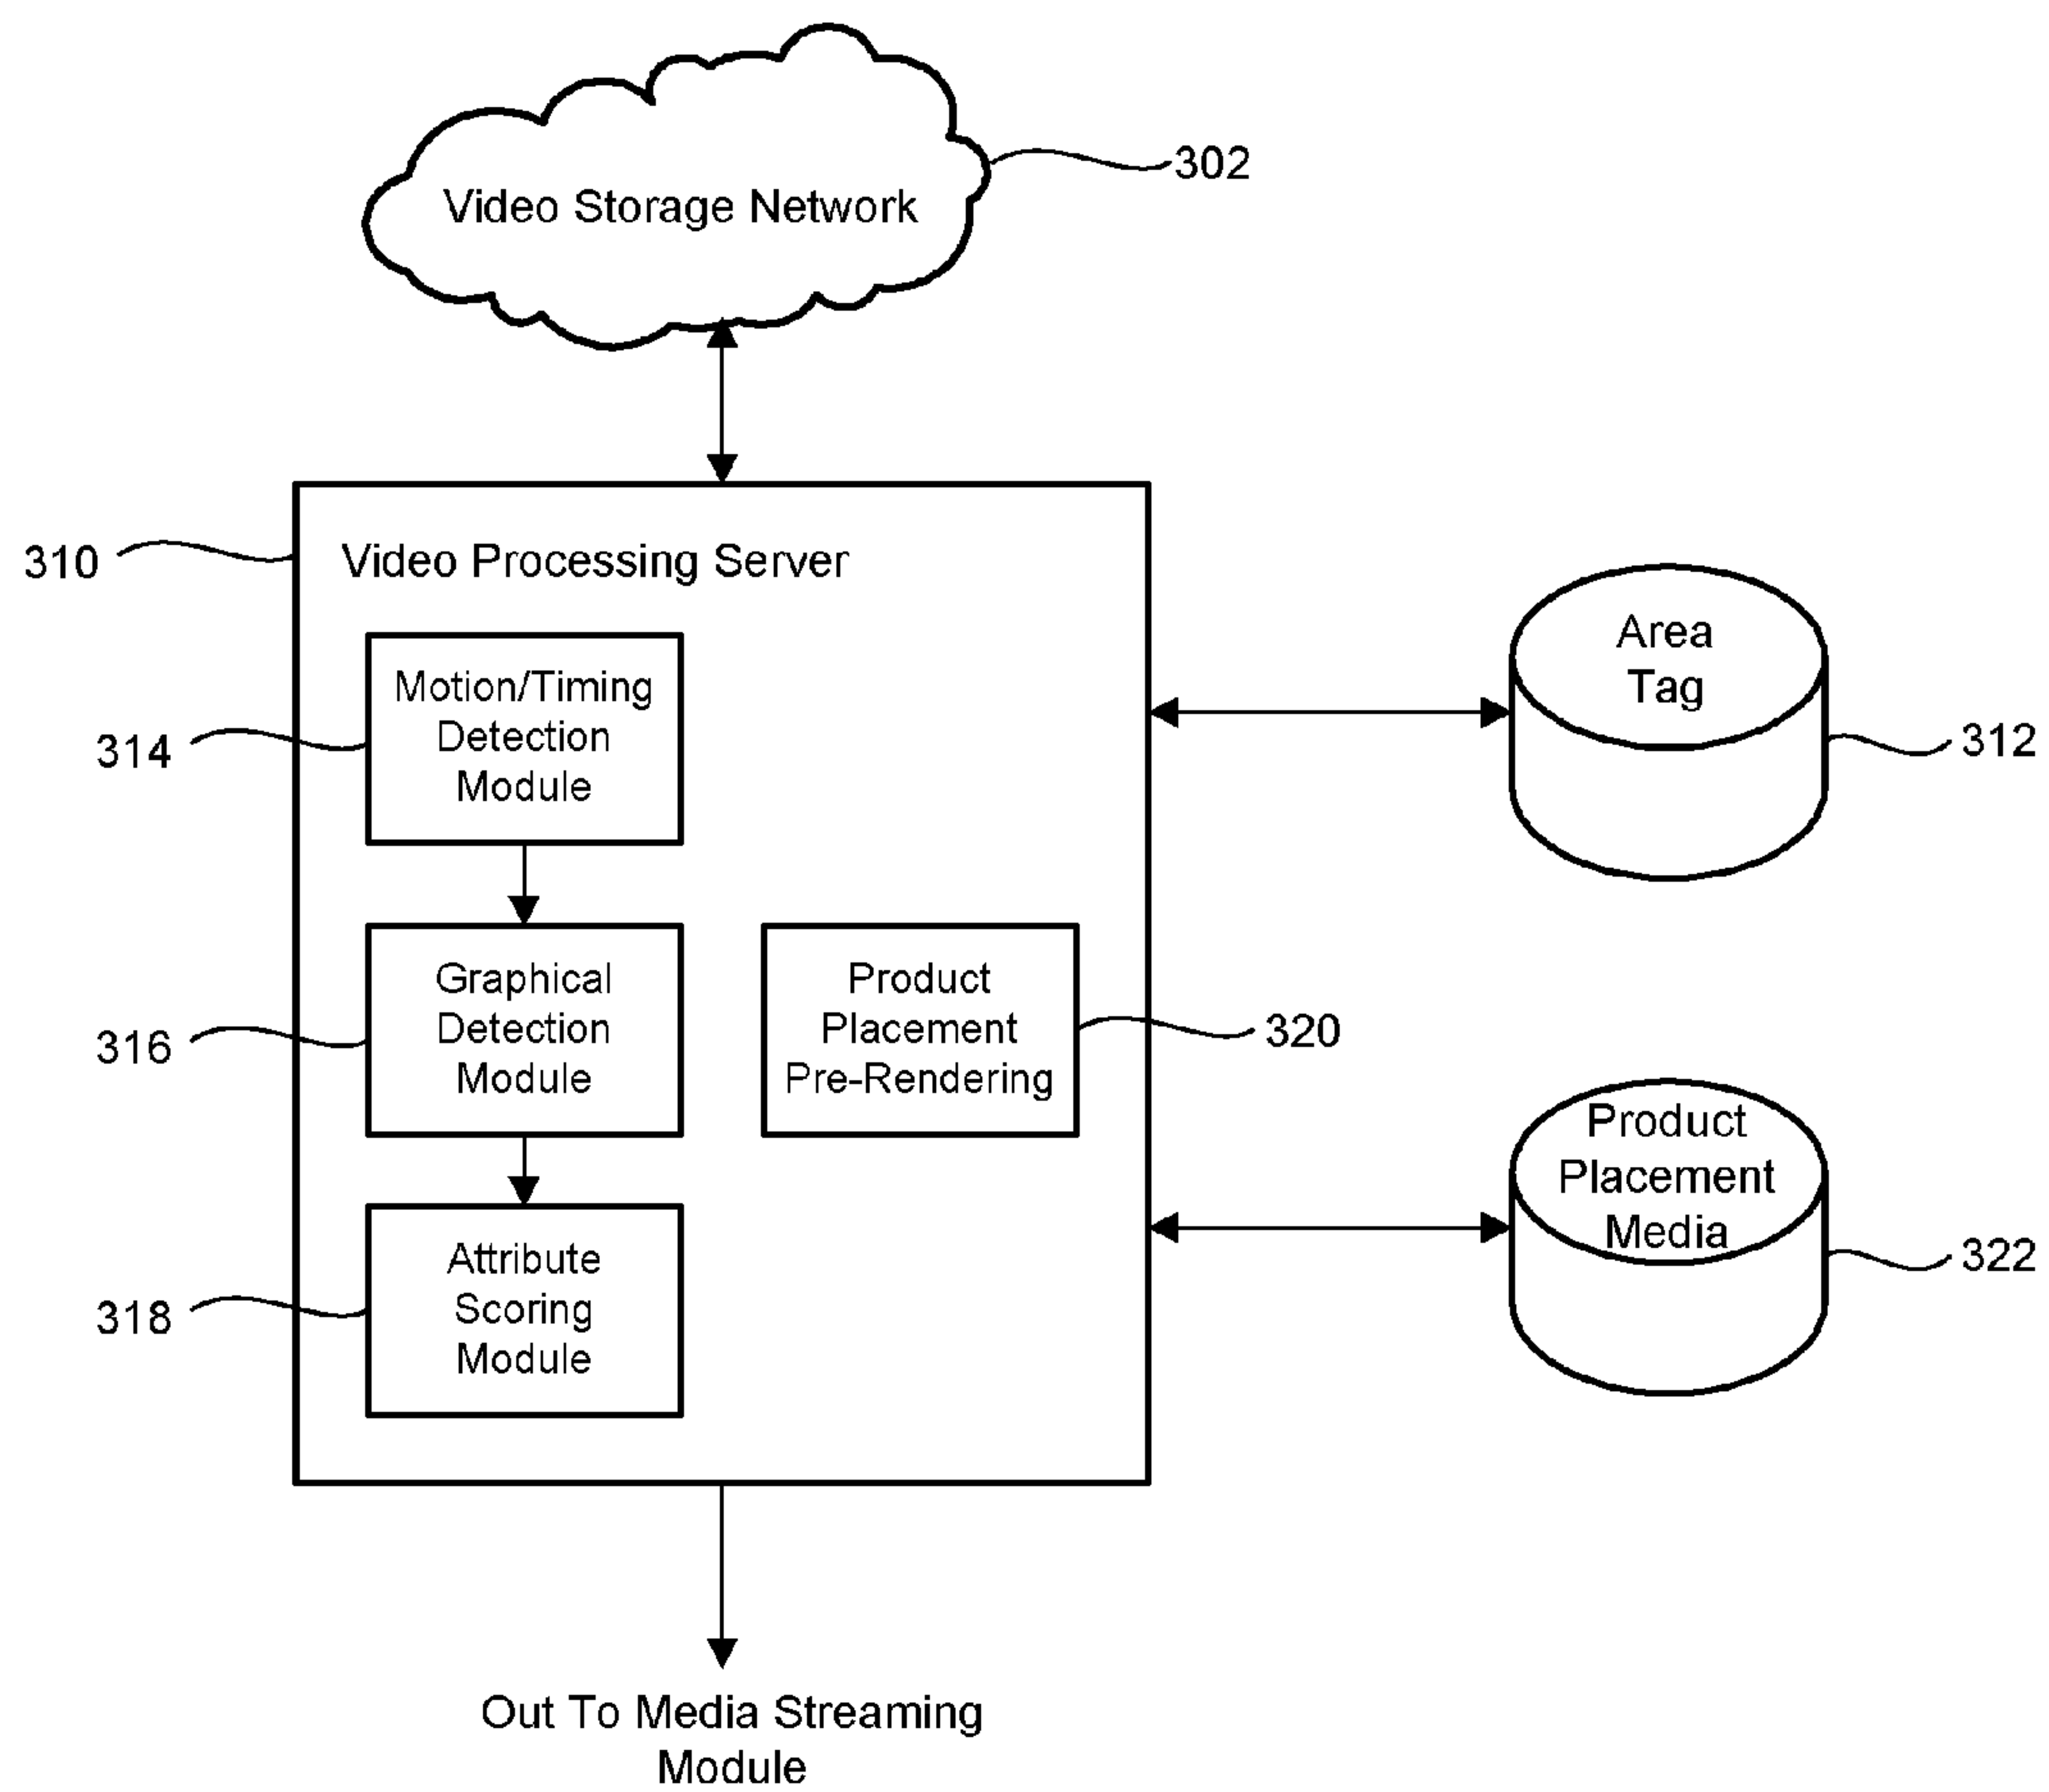 Video Storage Network
302
310
Video Processing Server
Motion/Timing
Detection
Module
314
Area
Tag
312
Graphical
Detection
Module
316
Product
Placement
Pre-Rendering
320
Product
Placement
Media
322
Attribute
Scoring
Module
318
Out To Media Streaming
Module